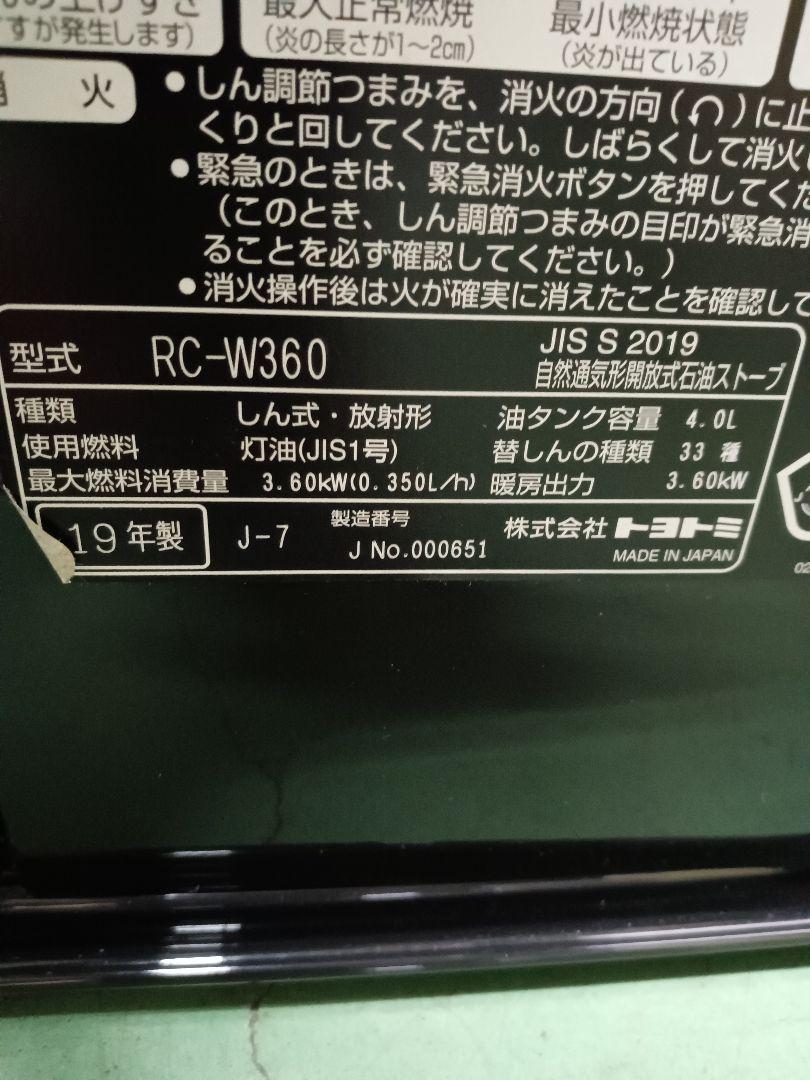 すが発生します)
最大正常燃焼
(炎の長さが1〜2cm)
最小燃焼状態
(炎が出ている)
火
●しん調節つまみを、消火の方向( )に止
くりと回してください。しばらくして消火
●緊急のときは、緊急消火ボタンを押してくだ
(このとき、しん調節つまみの目印が緊急消
ることを必ず確認してください。)
●消火操作後は火が確実に消えたことを確認して
型式 RC-W360 JIS S 2019
自然通気形開放式石油ストーブ
種類 しん式・放射形 油タンク容量 4.0L
使用燃料 灯油(JIS1号) 替しんの種類 33 種
最大燃料消費量 3.60kW(0.350L/h) 暖房出力 3.60kW
19年製 J-7 製造番号 株式会社 トヨトミ
J No.000651 MADE IN JAPAN
02